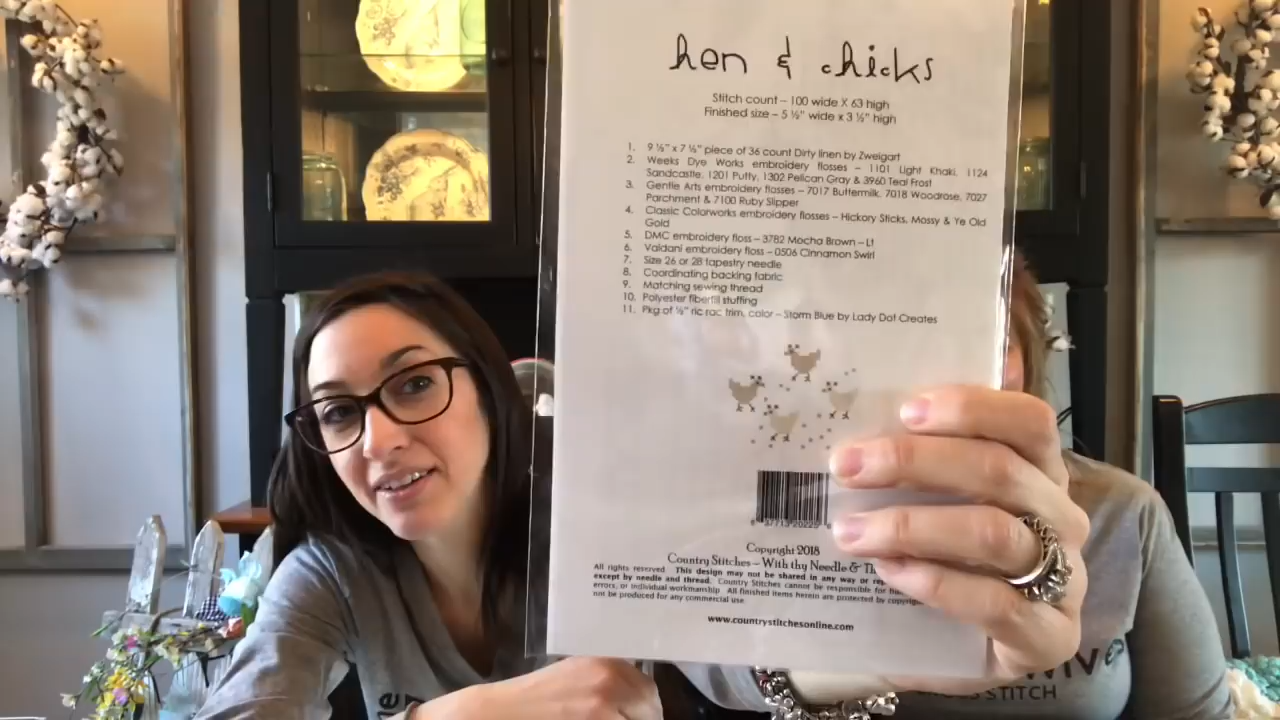 hen & chicks
Stitch count – 100 wide X 63 high
Finished size – 5 ½" wide x 3 ½" high
1. 9 ½" x 7 ½" piece of 36 count Dirty linen by Zweigart
2. Weeks Dye Works embroidery flosses – 1101 Light Khaki, 1124
Sandcastle, 1201 Putty, 1302 Pelican Gray & 3960 Teal Frost
3. Gentle Arts embroidery flosses – 7017 Buttermilk, 7018 Woodrose, 7027
Parchment & 7100 Ruby Slipper
4. Classic Colorworks embroidery flosses – Hickory Sticks, Mossy & Ye Old
Gold
5. DMC embroidery floss – 3782 Mocha Brown – Lt
6. Valdani embroidery floss – 0506 Cinnamon Swirl
7. Size 26 or 28 tapestry needle
8. Coordinating backing fabric
9. Matching sewing thread
10. Polyester fiberfill stuffing
11. Pkg of ½" ric rac trim, color – Storm Blue by Lady Dot Creates
Copyright 2018
Country Stitches – With thy Needle & Th
All rights reserved. This design may not be shared in any way or re
except by needle and thread. Country Stitches cannot be responsible for hu
errors, or individual workmanship. All finished items herein are protected by copyrig
not be produced for any commercial use.
www.countrystitchesonline.com
STITCH